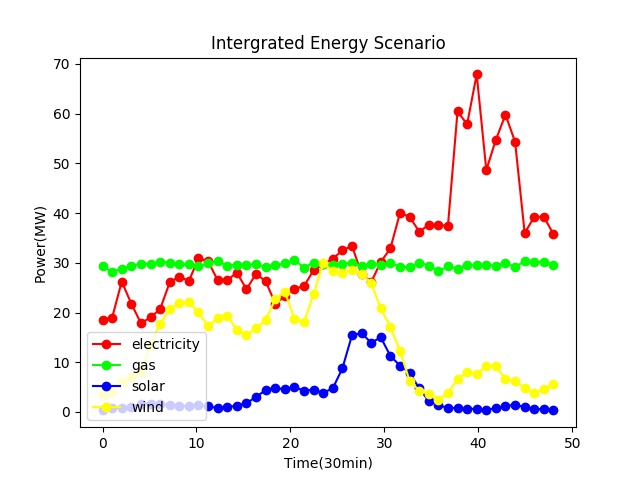 Intergrated Energy Scenario
Power(MW)
70
60
50
40
30
20
10
0
electricity
gas
solar
wind
0 10 20 30 40 50
Time(30min)